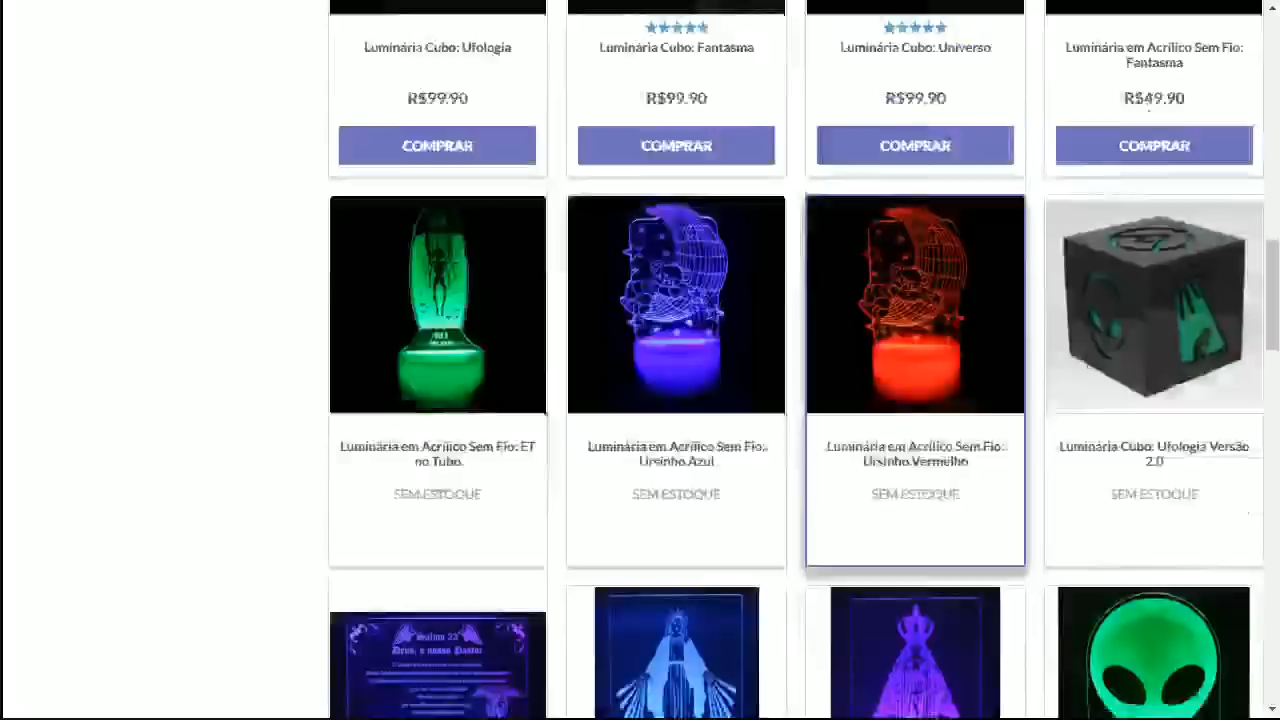 Luminária Cubo: Ufologia
R$99.90
COMPRAR
Luminária Cubo: Fantasma
R$99.90
COMPRAR
Luminária Cubo: Universo
R$99.90
COMPRAR
Luminária em Acrílico Sem Fio:
Fantasma
R$49.90
COMPRAR
Luminária em Acrílico Sem Fio: ET
no Tubo
SEM ESTOQUE
Luminária em Acrílico Sem Fio:
Ursinho Azul
SEM ESTOQUE
Luminária em Acrílico Sem Fio:
Ursinho Vermelho
SEM ESTOQUE
Luminária Cubo: Ufologia Versão
2.0
SEM ESTOQUE
Salmo 23
Deus, o nosso Pastor